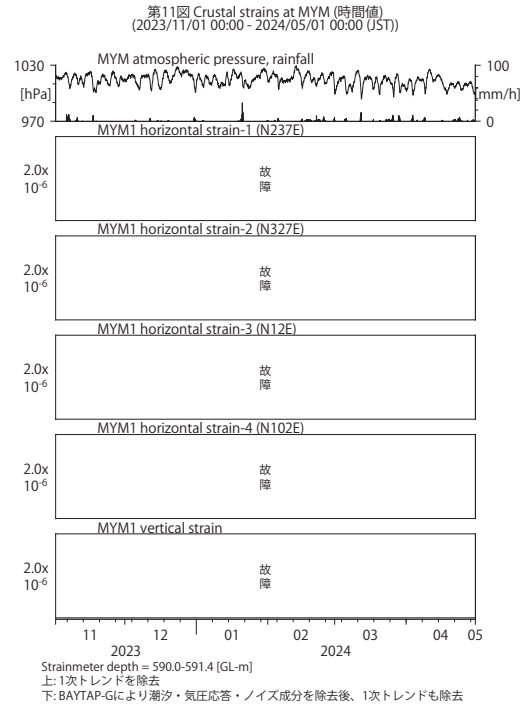 第11図 Crustal strains at MYM (時間値)
(2023/11/01 00:00 - 2024/05/01 00:00 (JST))
MYM atmospheric pressure, rainfall
1030
100
[hPa]
[mm/h]
970
0
MYM1 horizontal strain-1 (N237E)
2.0x
10-6
故
障
MYM1 horizontal strain-2 (N327E)
2.0x
10-6
故
障
MYM1 horizontal strain-3 (N12E)
2.0x
10-6
故
障
MYM1 horizontal strain-4 (N102E)
2.0x
10-6
故
障
MYM1 vertical strain
2.0x
10-6
故
障
11 12 01 02 03 04 05
2023 2024
Strainmeter depth = 590.0-591.4 [GL-m]
上: 1次トレンドを除去
下: BAYTAP-Gにより潮汐・気圧応答・ノイズ成分を除去後、1次トレンドも除去